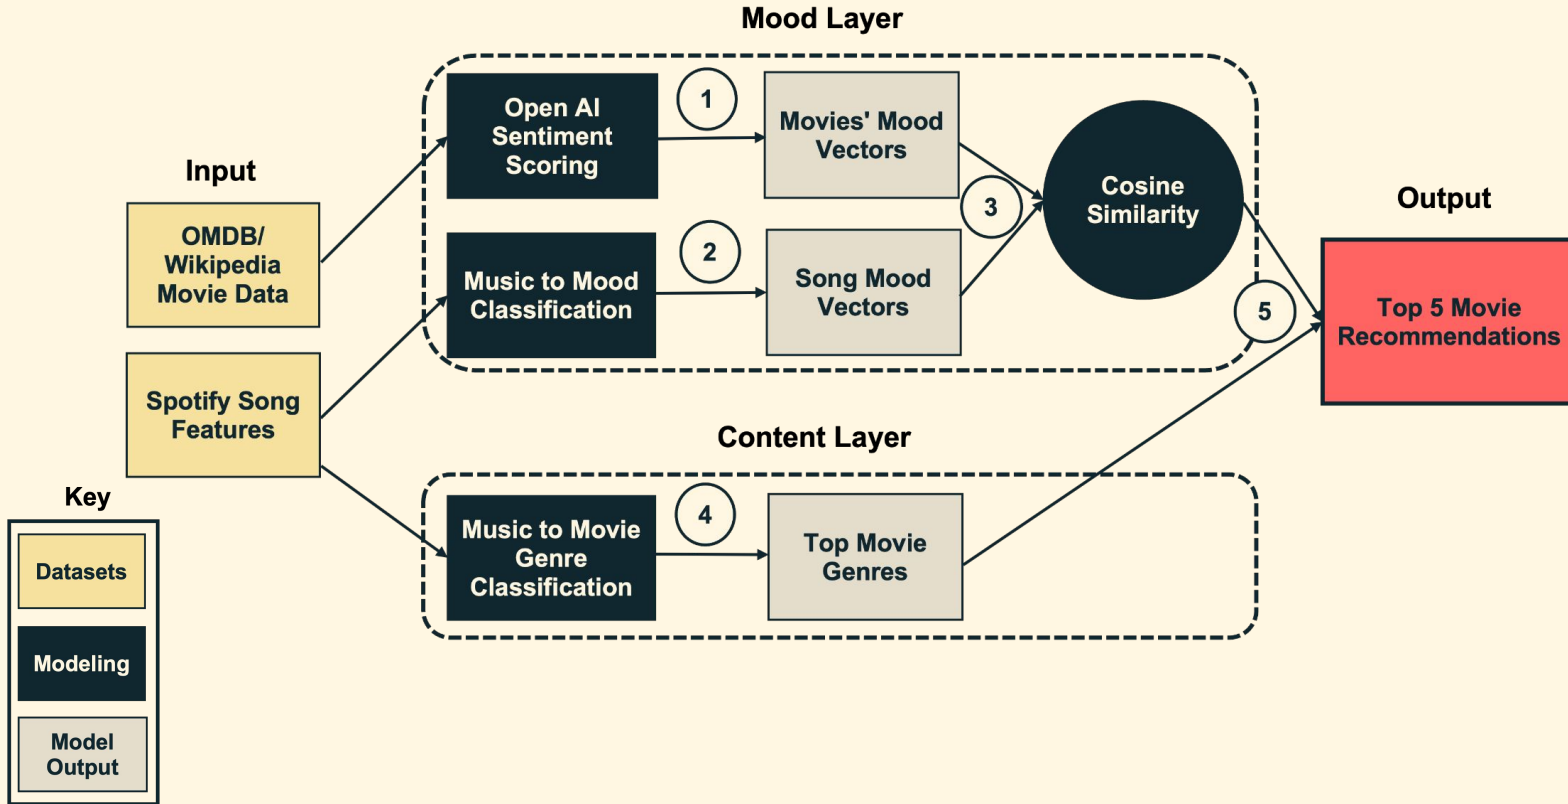 Mood Layer
Open AI
Sentiment
Scoring
1
Movies' Mood
Vectors
Input
OMDB/
Wikipedia
Movie Data
Music to Mood
Classification
2
Song Mood
Vectors
3
Cosine
Similarity
Output
5
Top 5 Movie
Recommendations
Spotify Song
Features
Content Layer
Music to Movie
Genre
Classification
4
Top Movie
Genres
Key
Datasets
Modeling
Model
Output